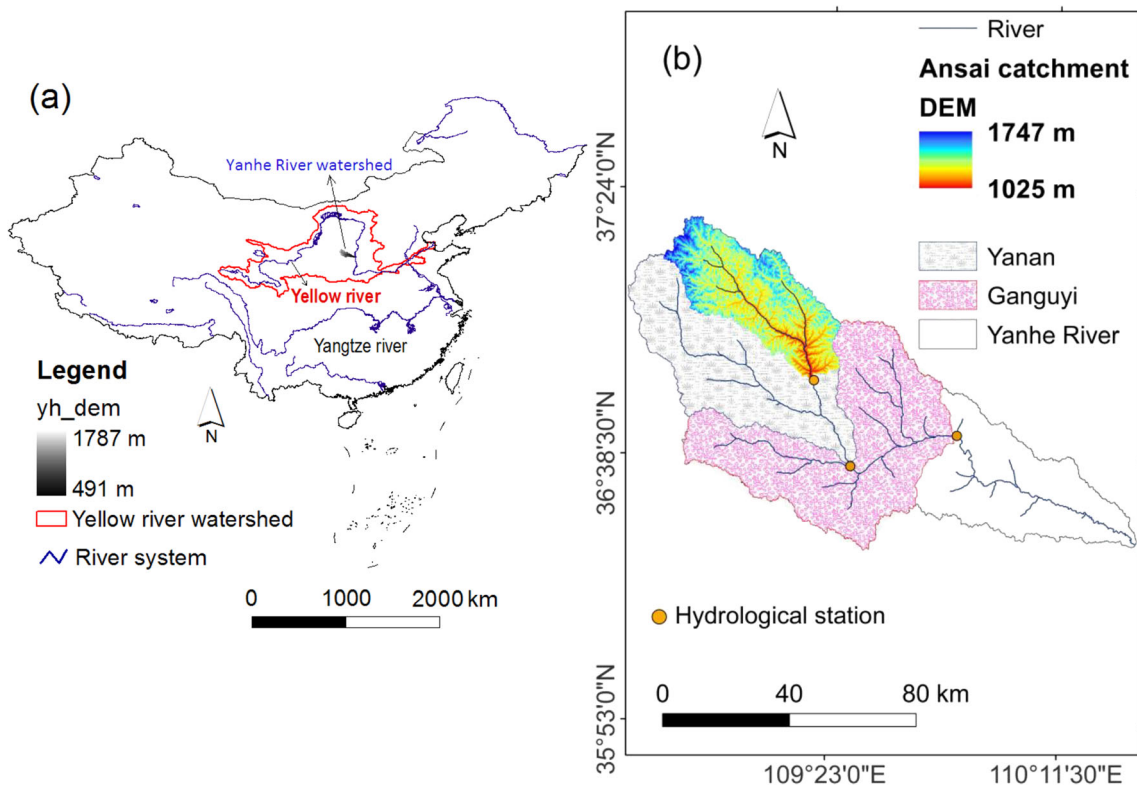 (a)
Yanhe River watershed
Yellow river
Yangtze river
Legend
yh_dem
1787 m
491 m
Yellow river watershed
River system
N
0 1000 2000 km
(b)
N
River
Ansai catchment
DEM
1747 m
1025 m
Yanan
Ganguyi
Yanhe River
Hydrological station
0 40 80 km
37°24'0"N
36°38'30"N
35°53'0"N
109°23'0"E 110°11'30"E